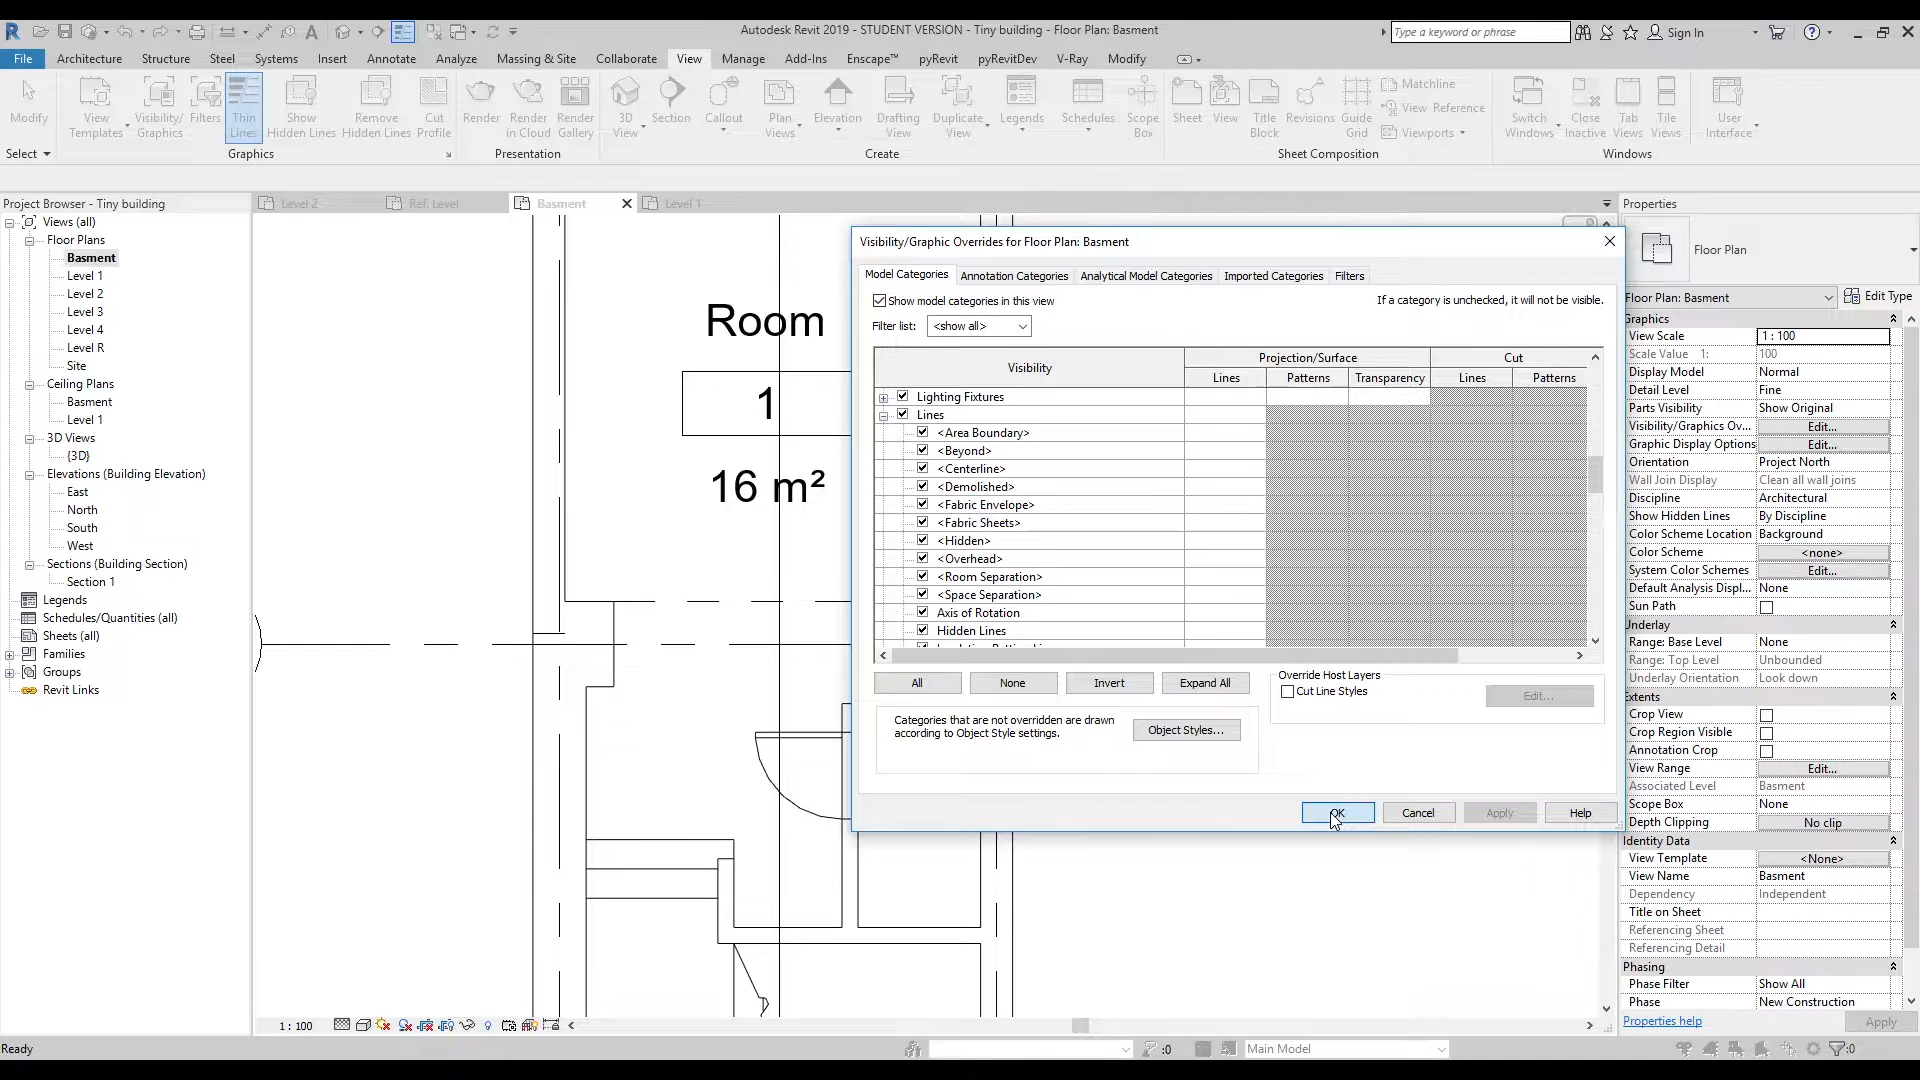 Autodesk Revit 2019 - STUDENT VERSION - Tiny building - Floor Plan: Basment
Type a keyword or phrase
Sign In
File Architecture Structure Steel Systems Insert Annotate Analyze Massing & Site Collaborate View Manage Add-Ins Enscape™ pyRevit pyRevitDev V-Ray Modify
Modify
View Templates
Visibility/ Graphics
Filters
Thin Lines
Show Hidden Lines
Remove Hidden Lines
Cut Profile
Render
Render in Cloud
Render Gallery
3D View
Section
Callout
Plan Views
Elevation
Drafting View
Duplicate View
Legends
Schedules
Scope Box
Sheet
View
Title Block
Revisions
Guide Grid
Matchline
View Reference
Viewports
Switch Windows
Close Inactive
Tab Views
Tile Views
User Interface
Select Graphics Presentation Create Sheet Composition Windows
Project Browser - Tiny building
Views (all)
Floor Plans
Basment
Level 1
Level 2
Level 3
Level 4
Level R
Site
Ceiling Plans
Basment
Level 1
3D Views
{3D}
Elevations (Building Elevation)
East
North
South
West
Sections (Building Section)
Section 1
Legends
Schedules/Quantities (all)
Sheets (all)
Families
Groups
Revit Links
Level 2 Ref. Level Basment Level 1
Room
1
16 m²
Visibility/Graphic Overrides for Floor Plan: Basment
Model Categories Annotation Categories Analytical Model Categories Imported Categories Filters
Show model categories in this view
If a category is unchecked, it will not be visible.
Filter list: <show all>
Visibility Projection/Surface Cut
Lines Patterns Transparency Lines Patterns
Lighting Fixtures
Lines
<Area Boundary>
<Beyond>
<Centerline>
<Demolished>
<Fabric Envelope>
<Fabric Sheets>
<Hidden>
<Overhead>
<Room Separation>
<Space Separation>
Axis of Rotation
Hidden Lines
All None Invert Expand All
Override Host Layers
Cut Line Styles Edit...
Categories that are not overridden are drawn
according to Object Style settings.
Object Styles...
OK Cancel Apply Help
Properties
Floor Plan
Floor Plan: Basment Edit Type
Graphics
View Scale 1 : 100
Scale Value 1: 100
Display Model Normal
Detail Level Fine
Parts Visibility Show Original
Visibility/Graphics Ov... Edit...
Graphic Display Options Edit...
Orientation Project North
Wall Join Display Clean all wall joins
Discipline Architectural
Show Hidden Lines By Discipline
Color Scheme Location Background
Color Scheme <none>
System Color Schemes Edit...
Default Analysis Displ... None
Sun Path
Underlay
Range: Base Level None
Range: Top Level Unbounded
Underlay Orientation Look down
Extents
Crop View
Crop Region Visible
Annotation Crop
View Range Edit...
Associated Level Basment
Scope Box None
Depth Clipping No clip
Identity Data
View Template <None>
View Name Basment
Dependency Independent
Title on Sheet
Referencing Sheet
Referencing Detail
Phasing
Phase Filter Show All
Phase New Construction
Properties help Apply
1 : 100
Ready
:0
Main Model
:0